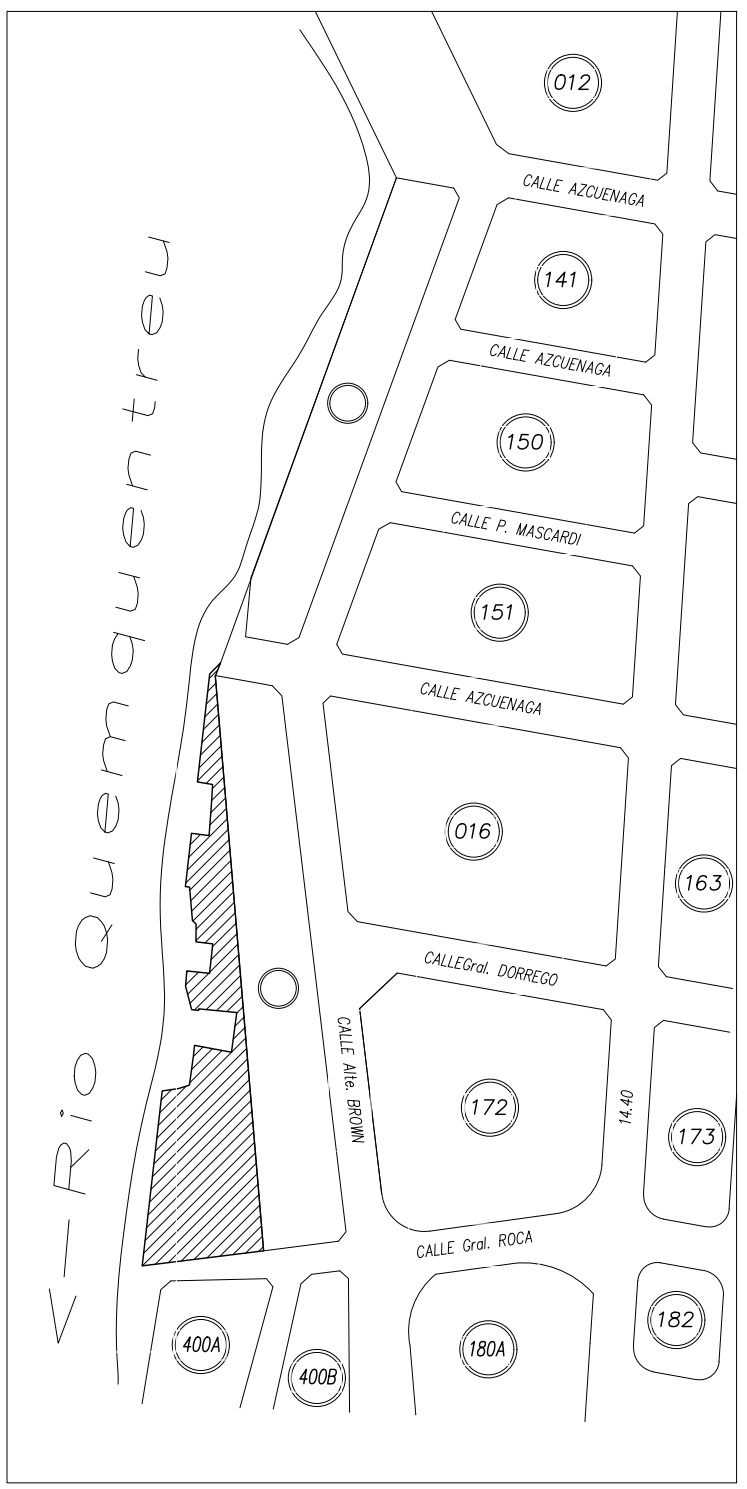 012
CALLE AZCUENAGA
141
CALLE AZCUENAGA
150
CALLE P. MASCARDI
151
CALLE AZCUENAGA
016
163
CALLEGral. DORREGO
CALLE Alte. BROWN
172
14.40
173
CALLE Gral. ROCA
182
400A
400B
180A
<--Rio Quemquentreu